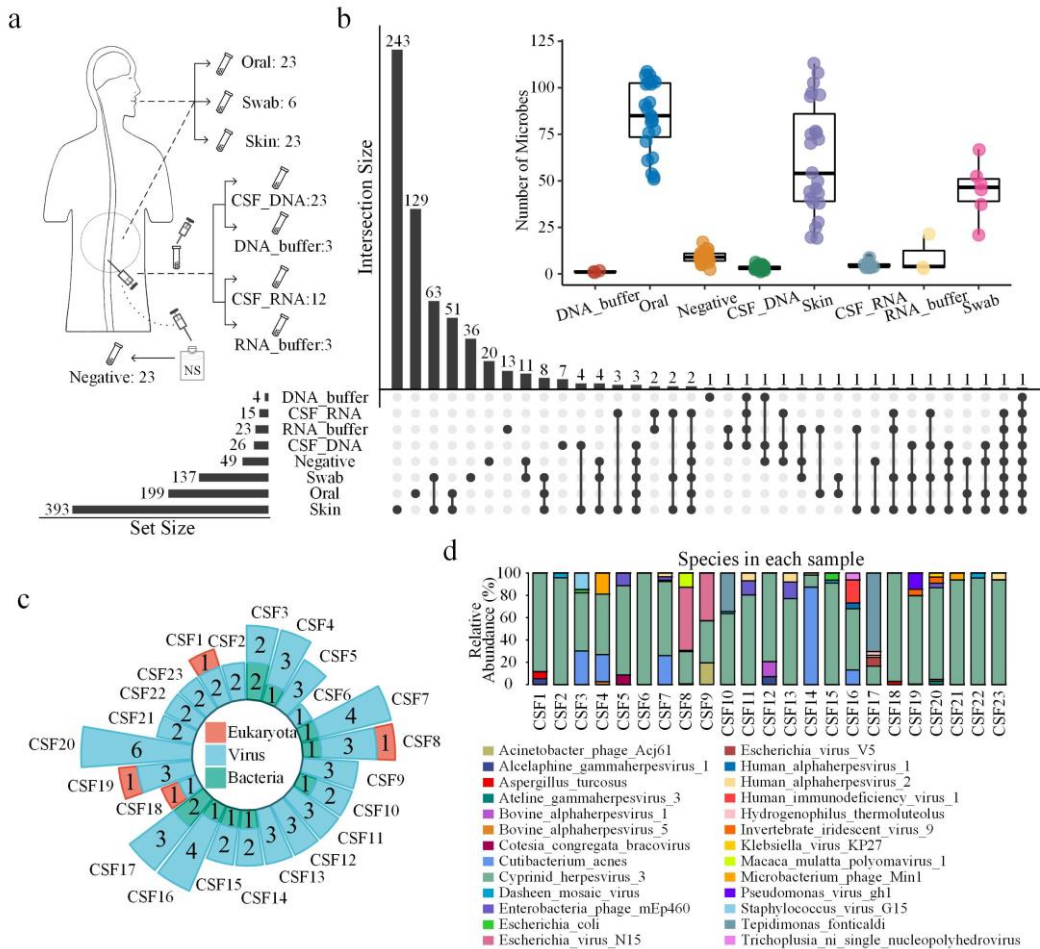 a
Oral: 23
Swab: 6
Skin: 23
CSF_DNA:23
DNA_buffer:3
CSF_RNA:12
RNA_buffer:3
Negative: 23
NS
b
Intersection Size
243
129
63
51
36
20
13
11
8
7
4
4
3
3
2
2
2
1 1 1 1 1 1 1 1 1 1 1 1 1 1 1 1 1 1
Number of Microbes
125
100
75
50
25
0
DNA_buffer
Oral
Negative
CSF_DNA
Skin
CSF_RNA
RNA_buffer
Swab
4 DNA_buffer
15 CSF_RNA
23 RNA_buffer
26 CSF_DNA
49 Negative
137 Swab
199 Oral
393 Skin
Set Size
c
CSF1
CSF2
CSF3
CSF4
CSF5
CSF6
CSF7
CSF8
CSF9
CSF10
CSF11
CSF12
CSF13
CSF14
CSF15
CSF16
CSF17
CSF18
CSF19
CSF20
CSF21
CSF22
CSF23
Eukaryota
Virus
Bacteria
d
Species in each sample
Relative
Abundance (%)
100
80
60
40
20
0
CSF1
CSF2
CSF3
CSF4
CSF5
CSF6
CSF7
CSF8
CSF9
CSF10
CSF11
CSF12
CSF13
CSF14
CSF15
CSF16
CSF17
CSF18
CSF19
CSF20
CSF21
CSF22
CSF23
Acinetobacter_phage_Acj61
Alcelaphine_gammaherpesvirus_1
Aspergillus_turcosus
Ateline_gammaherpesvirus_3
Bovine_alphaherpesvirus_1
Bovine_alphaherpesvirus_5
Cotesia_congregata_bracovirus
Cutibacterium_acnes
Cyprinid_herpesvirus_3
Dasheen_mosaic_virus
Enterobacteria_phage_mEp460
Escherichia_coli
Escherichia_virus_N15
Escherichia_virus_V5
Human_alphaherpesvirus_1
Human_alphaherpesvirus_2
Human_immunodeficiency_virus_1
Hydrogenophilus_thermoluteolus
Invertebrate_iridescent_virus_9
Klebsiella_virus_KP27
Macaca_mulatta_polyomavirus_1
Microbacterium_phage_Min1
Pseudomonas_virus_gh1
Staphylococcus_virus_G15
Tepidimonas_fonticaldi
Trichoplusia_ni_single_nucleopolyhedrovirus